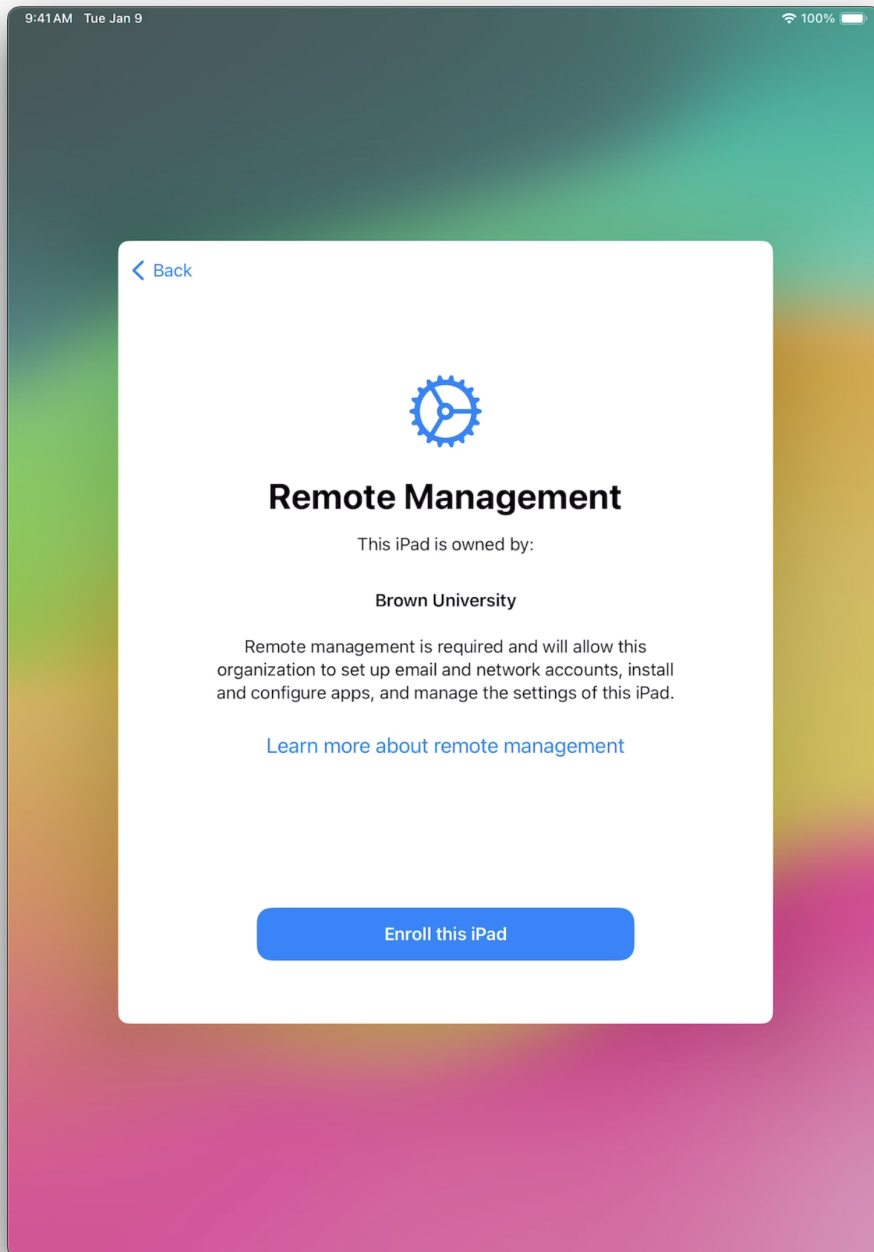 9:41 AM Tue Jan 9
100%
Back
Remote Management
This iPad is owned by:
Brown University
Remote management is required and will allow this
organization to set up email and network accounts, install
and configure apps, and manage the settings of this iPad.
Learn more about remote management
Enroll this iPad